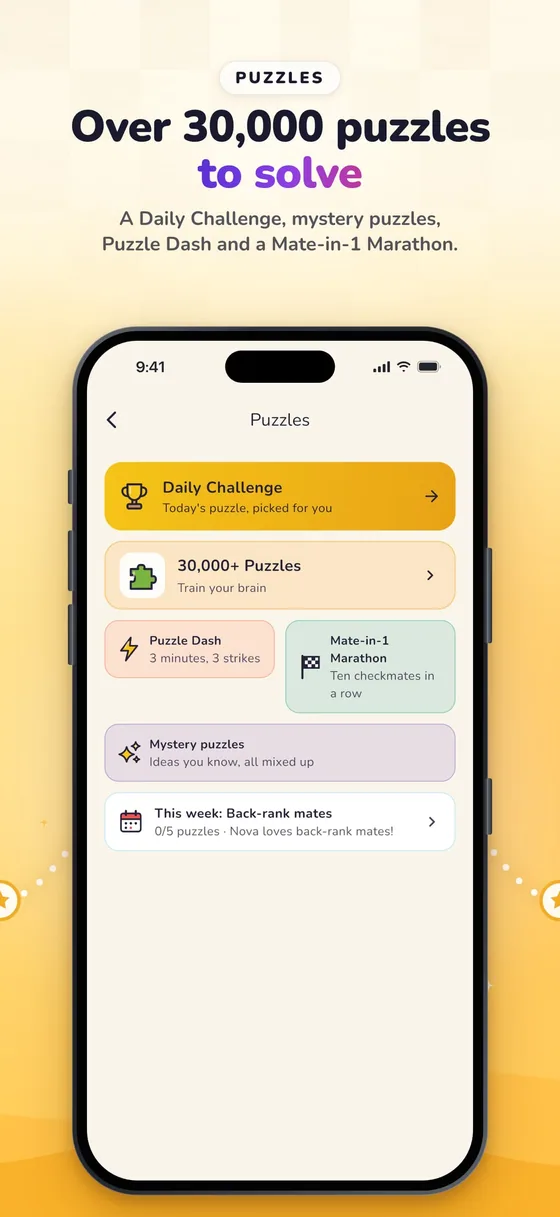 PUZZLES
Over 30,000 puzzles
to solve
A Daily Challenge, mystery puzzles,
Puzzle Dash and a Mate-in-1 Marathon.
9:41
Puzzles
Daily Challenge
Today's puzzle, picked for you
30,000+ Puzzles
Train your brain
Puzzle Dash
3 minutes, 3 strikes
Mate-in-1
Marathon
Ten checkmates in
a row
Mystery puzzles
Ideas you know, all mixed up
This week: Back-rank mates
0/5 puzzles · Nova loves back-rank mates!